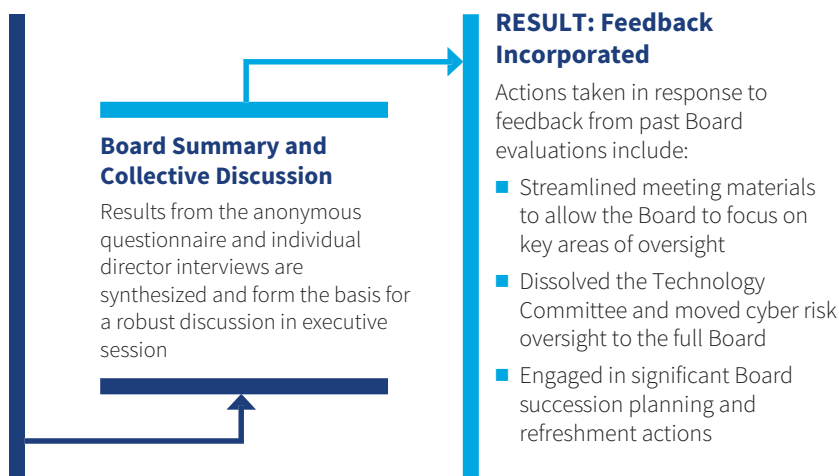 Board Summary and
Collective Discussion
Results from the anonymous
questionnaire and individual
director interviews are
synthesized and form the basis for
a robust discussion in executive
session
RESULT: Feedback
Incorporated
Actions taken in response to
feedback from past Board
evaluations include:
■ Streamlined meeting materials
to allow the Board to focus on
key areas of oversight
■ Dissolved the Technology
Committee and moved cyber risk
oversight to the full Board
■ Engaged in significant Board
succession planning and
refreshment actions